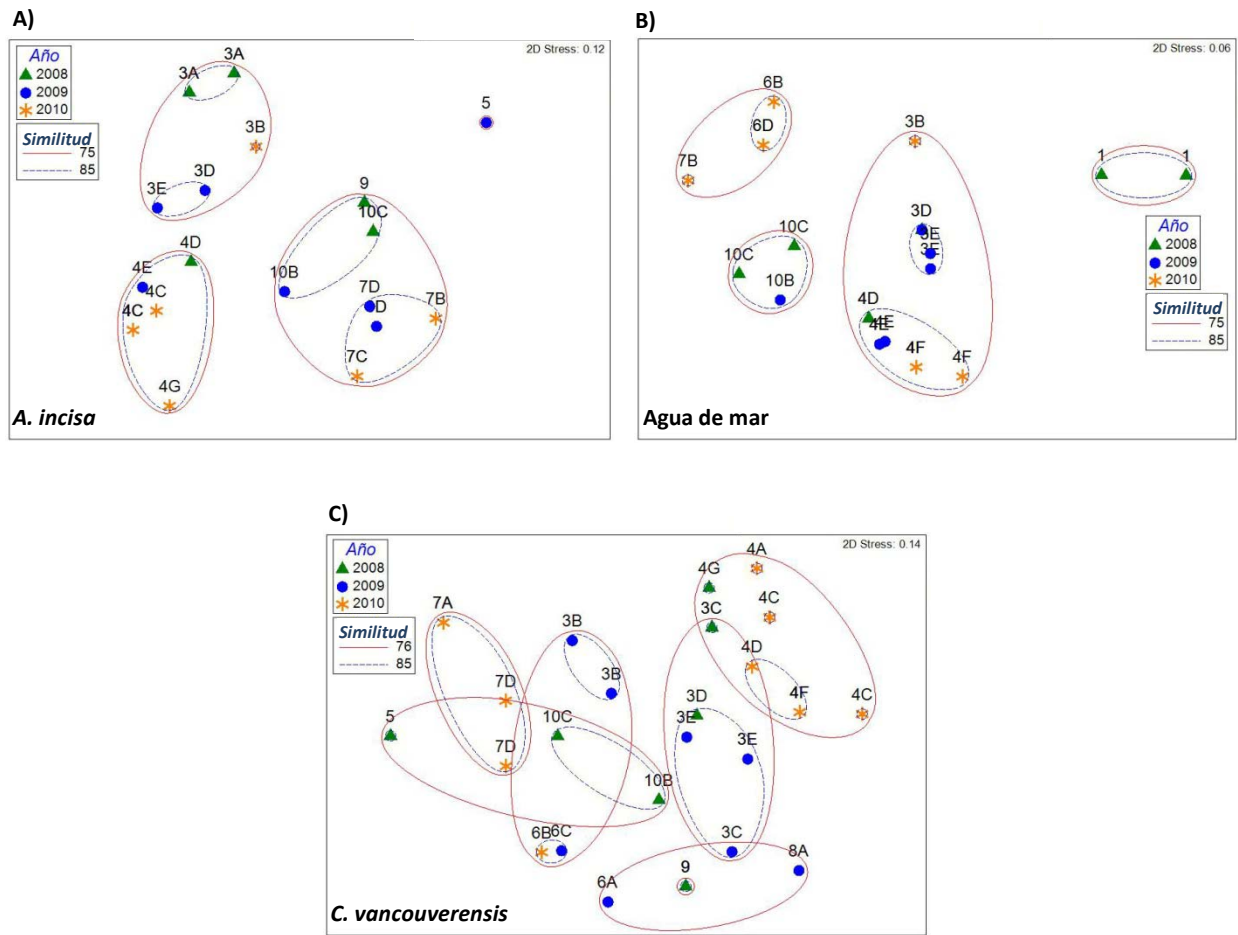 A)
2D Stress: 0.12
Año
2008
2009
2010
Similitud
75
85
3A
3A
3B
3D
3E
5
4D
4E
4C
4C
4G
9
10C
10B
7D
D
7B
7C
A. incisa
B)
2D Stress: 0.06
6B
6D
7B
3B
1
1
3D
3E
3E
10C
10C
10B
4D
4E
4E
4F
4F
Año
2008
2009
2010
Similitud
75
85
Agua de mar
C)
2D Stress: 0.14
Año
2008
2009
2010
Similitud
76
85
4A
4G
4C
3C
7A
3B
4D
3B
7D
4F
4C
5
10C
3D
3E
3E
7D
10B
6B
6C
3C
8A
9
6A
C. vancouverensis